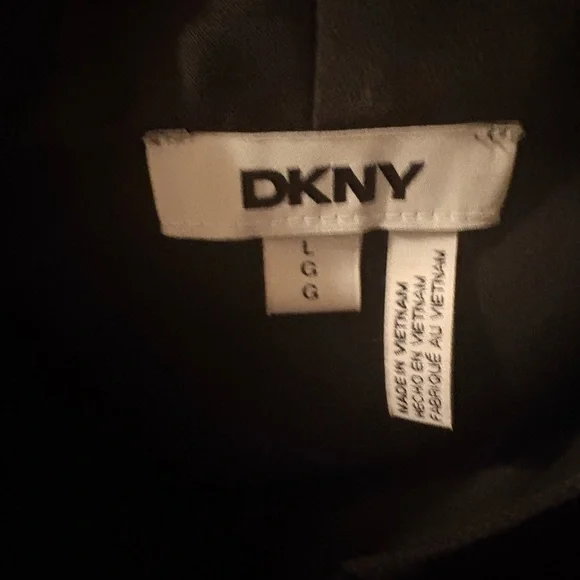 DKNY
L
G
G
MADE IN VIETNAM
HECHO EN VIETNAM
FABRIQUÉ AU VIETNAM